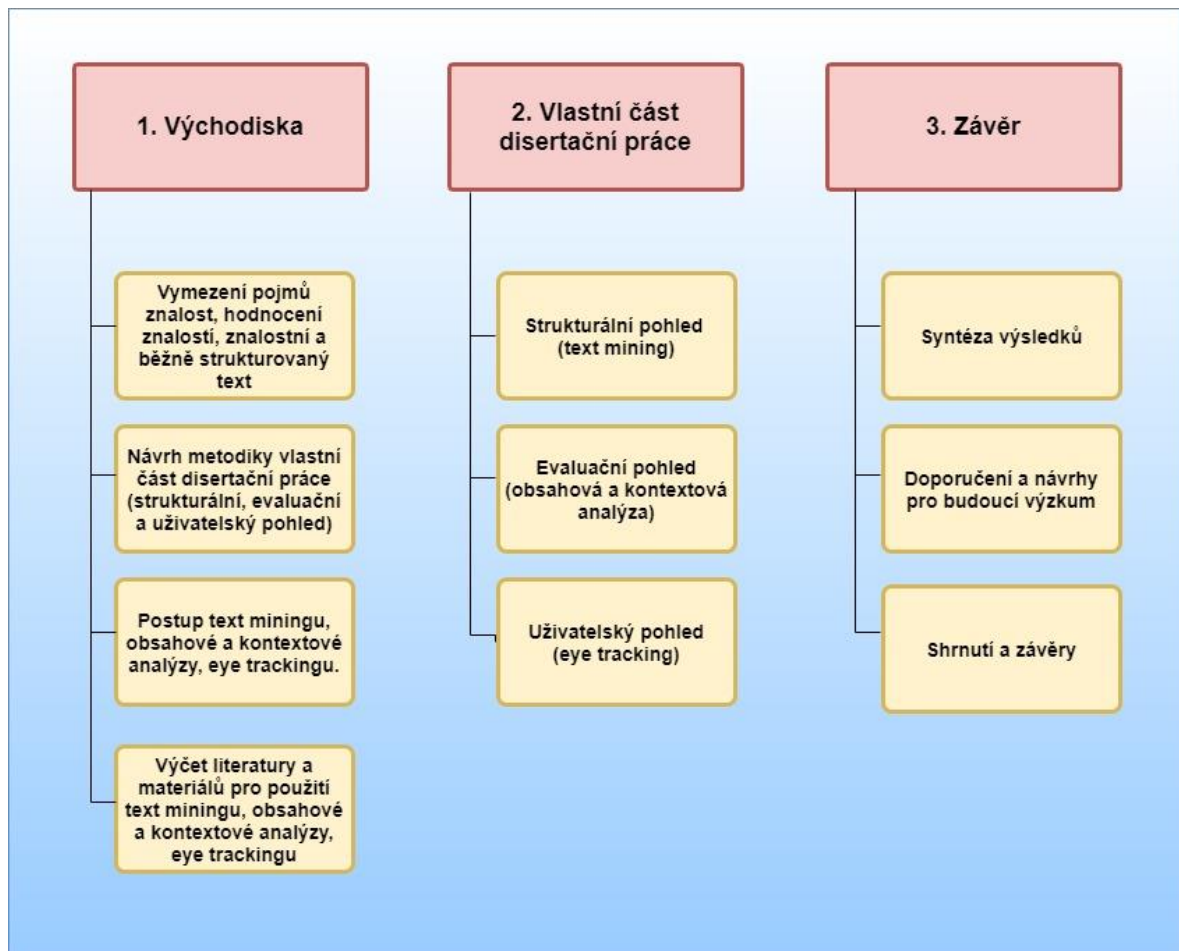 1. Východiska
Vymezení pojmů
znalost, hodnocení
znalostí, znalostní a
běžně strukturovaný
text
Návrh metodiky vlastní
část disertační práce
(strukturální, evaluační
a uživatelský pohled)
Postup text miningu,
obsahové a kontextové
analýzy, eye trackingu.
Výčet literatury a
materiálů pro použití
text miningu, obsahové
a kontextové analýzy,
eye trackingu
2. Vlastní část
disertační práce
Strukturální pohled
(text mining)
Evaluační pohled
(obsahová a kontextová
analýza)
Uživatelský pohled
(eye tracking)
3. Závěr
Syntéza výsledků
Doporučení a návrhy
pro budoucí výzkum
Shrnutí a závěry